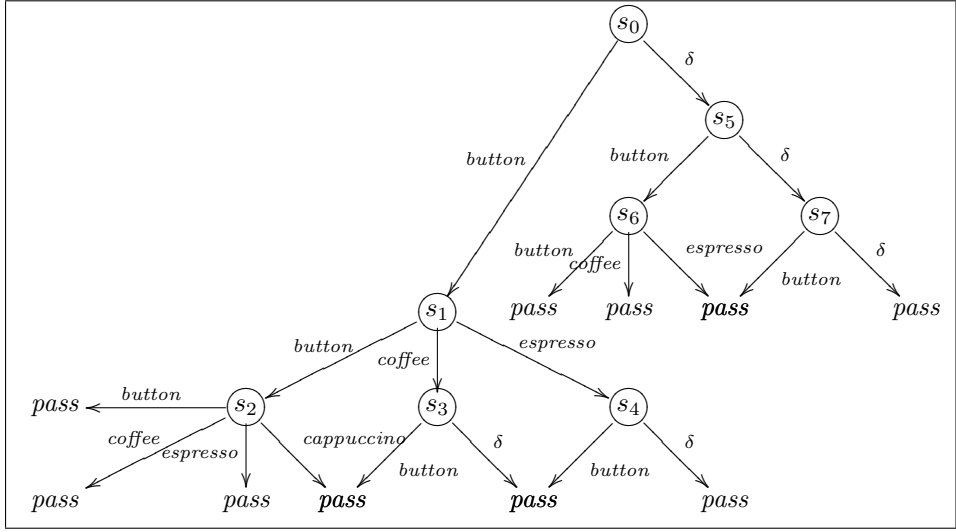 s0
δ
s5
button
button
δ
s6
s7
button
coffee
espresso
button
δ
pass
pass
pass
pass
s1
button
coffee
espresso
s2
s3
s4
pass
button
coffee
espresso
cappuccino
button
δ
button
δ
pass
pass
pass
pass
pass